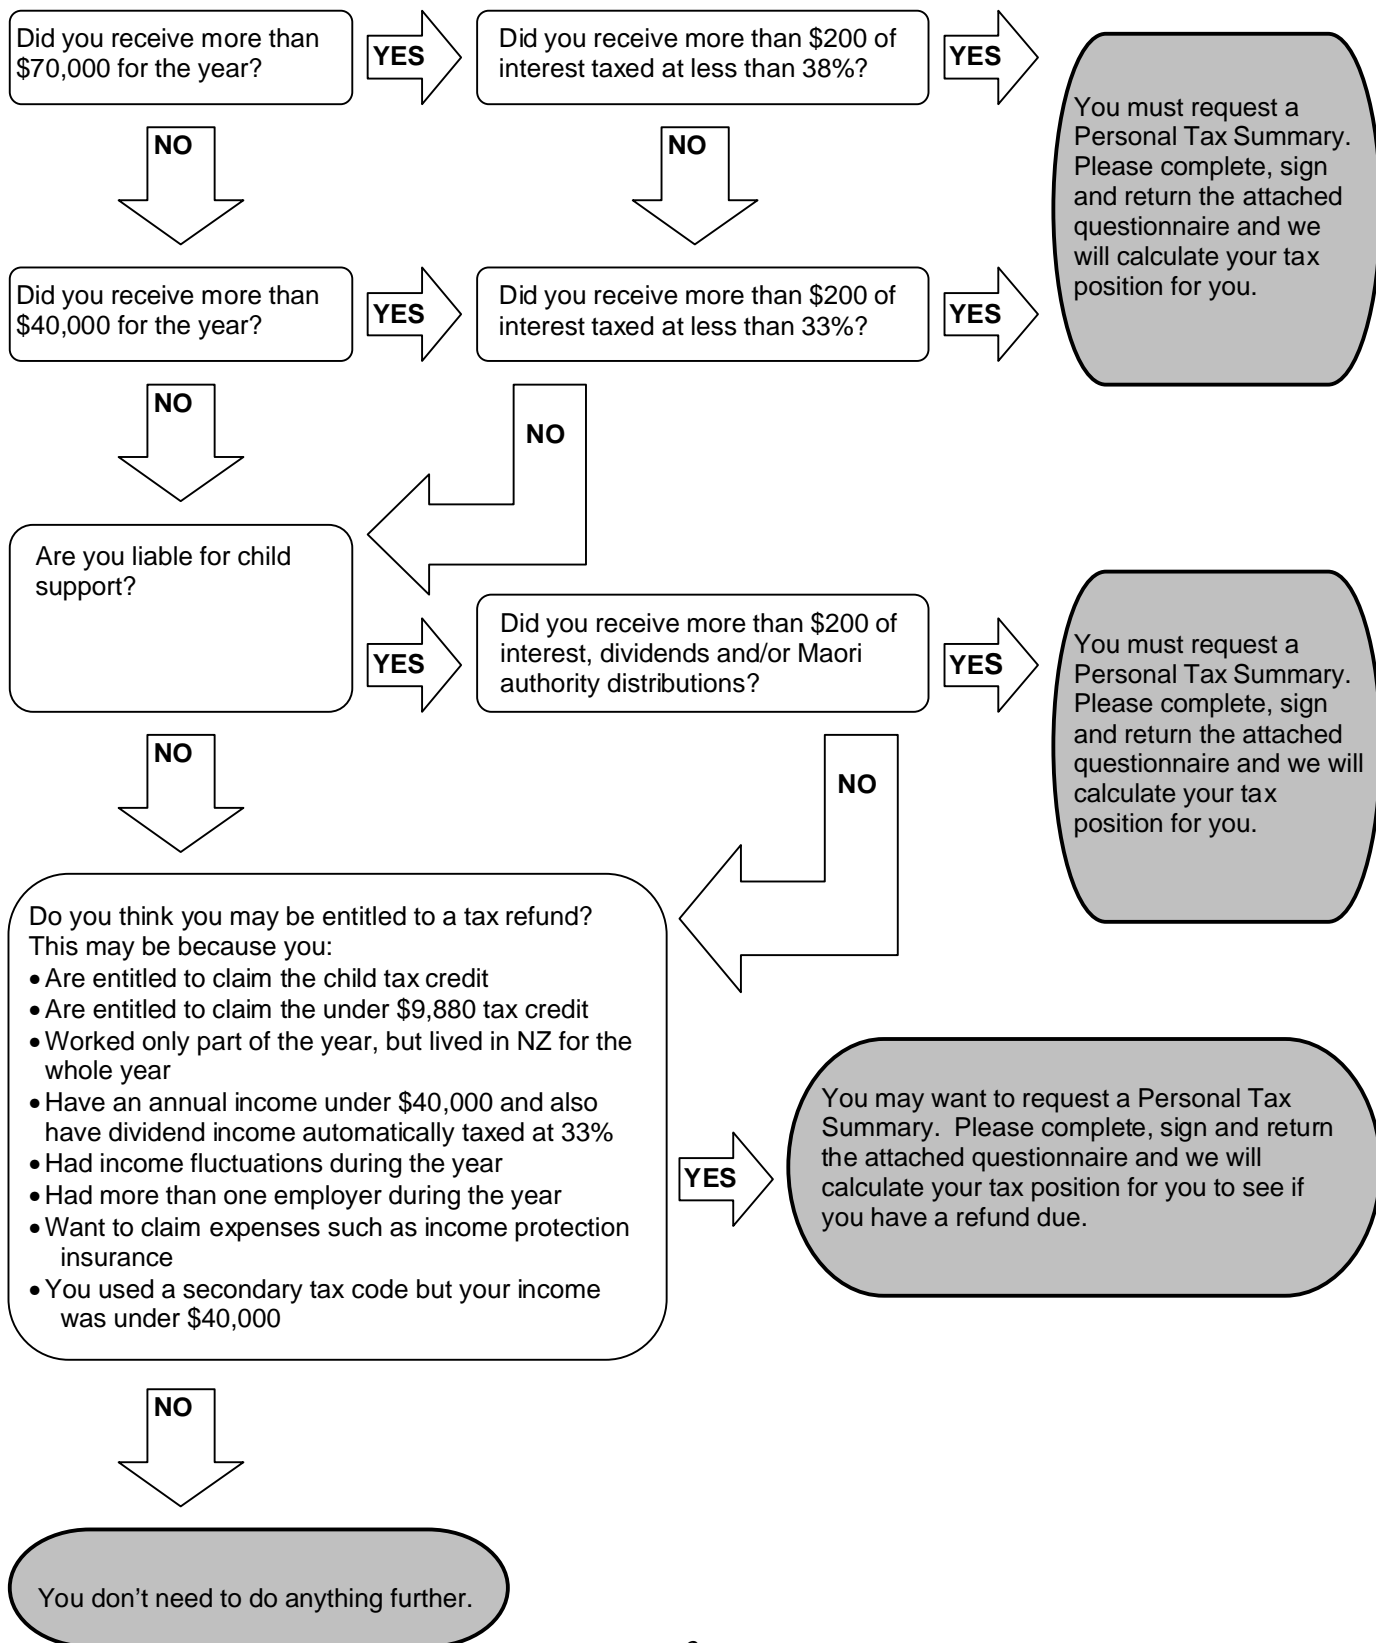 Did you receive more than
$70,000 for the year?
YES
Did you receive more than $200 of
interest taxed at less than 38%?
YES
You must request a
Personal Tax Summary.
Please complete, sign
and return the attached
questionnaire and we
will calculate your tax
position for you.
NO
NO
Did you receive more than
$40,000 for the year?
YES
Did you receive more than $200 of
interest taxed at less than 33%?
YES
NO
NO
Are you liable for child
support?
YES
Did you receive more than $200 of
interest, dividends and/or Maori
authority distributions?
YES
You must request a
Personal Tax Summary.
Please complete, sign
and return the attached
questionnaire and we will
calculate your tax
position for you.
NO
NO
Do you think you may be entitled to a tax refund?
This may be because you:
• Are entitled to claim the child tax credit
• Are entitled to claim the under $9,880 tax credit
• Worked only part of the year, but lived in NZ for the
whole year
• Have an annual income under $40,000 and also
have dividend income automatically taxed at 33%
• Had income fluctuations during the year
• Had more than one employer during the year
• Want to claim expenses such as income protection
insurance
• You used a secondary tax code but your income
was under $40,000
YES
You may want to request a Personal Tax
Summary.  Please complete, sign and return
the attached questionnaire and we will
calculate your tax position for you to see if
you have a refund due.
NO
You don’t need to do anything further.